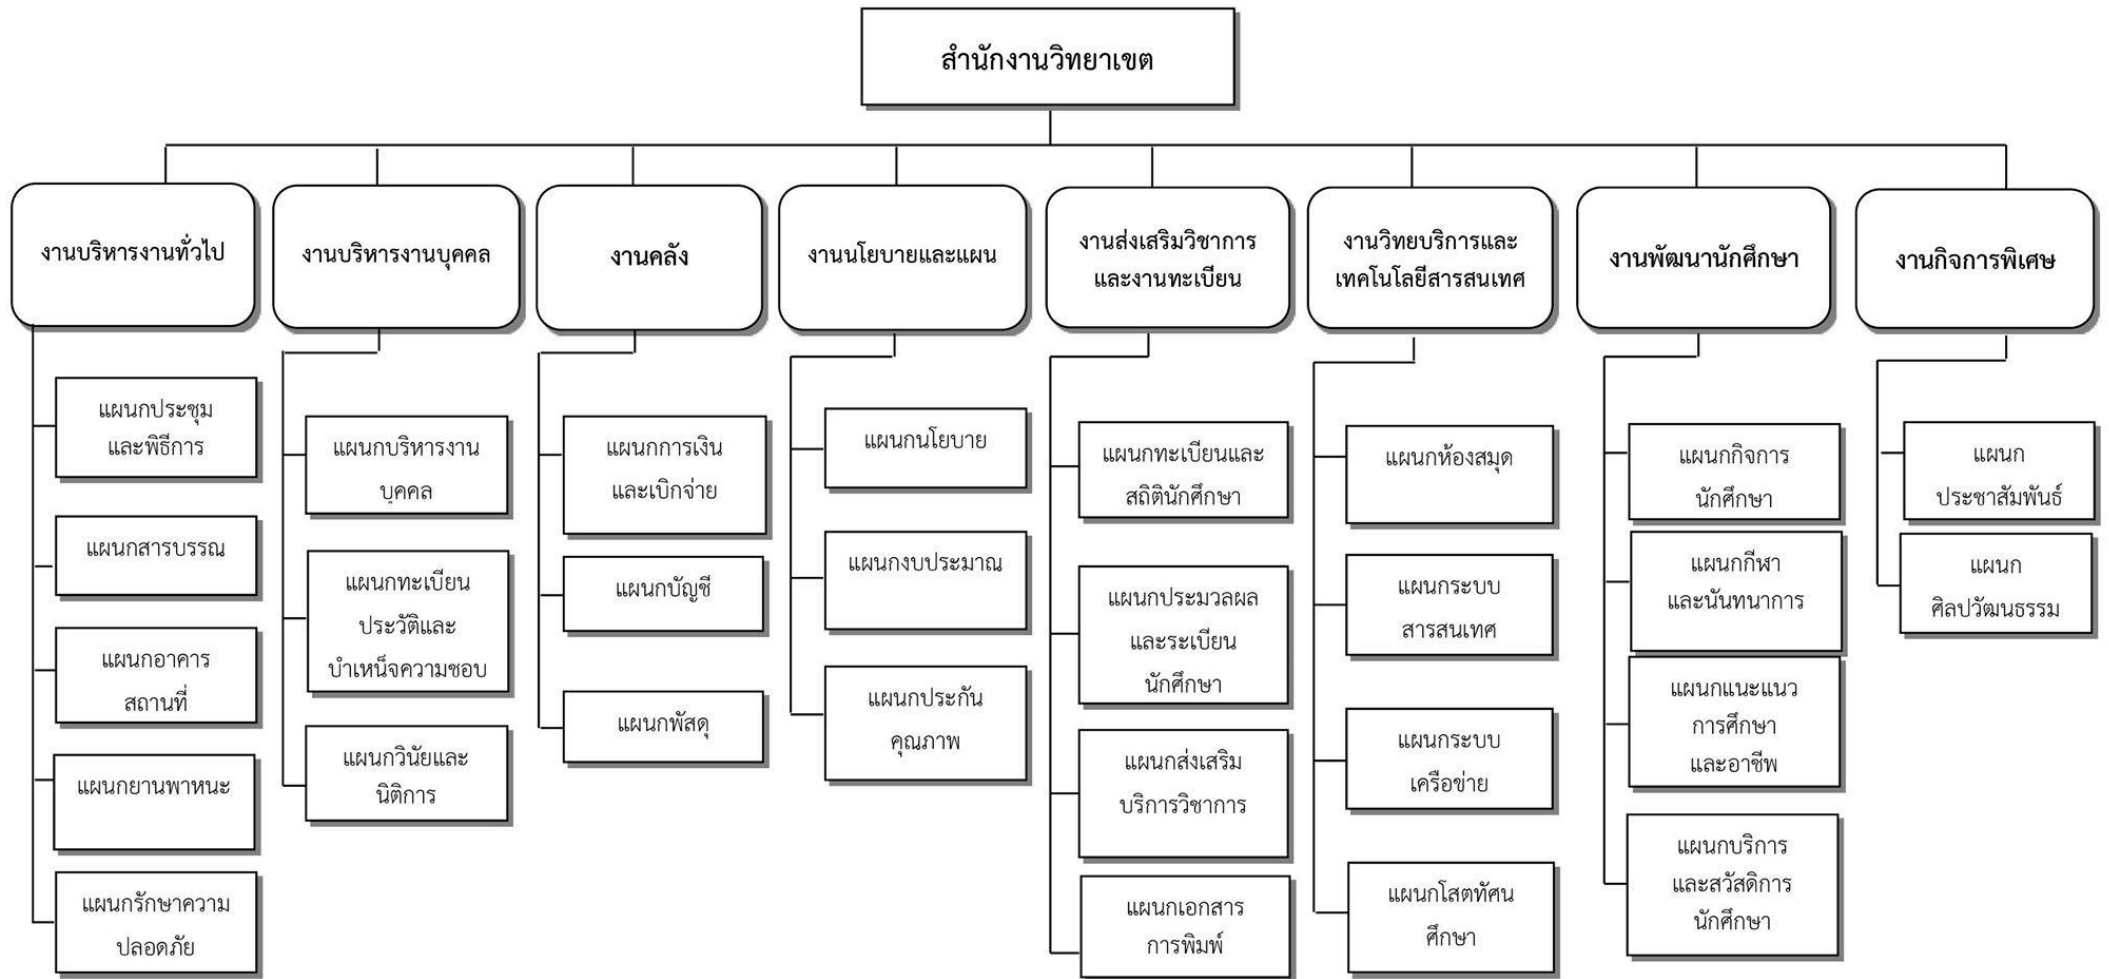 สำนักงานวิทยาเขต
งานบริหารงานทั่วไป
แผนกประชุม
และพิธีการ
แผนกสารบรรณ
แผนกอาคาร
สถานที่
แผนกยานพาหนะ
แผนกรักษาความ
ปลอดภัย
งานบริหารงานบุคคล
แผนกบริหารงาน
บุคคล
แผนกทะเบียน
ประวัติและ
บำเหน็จความชอบ
แผนกวินัยและ
นิติการ
งานคลัง
แผนกการเงิน
และเบิกจ่าย
แผนกบัญชี
แผนกพัสดุ
งานนโยบายและแผน
แผนกนโยบาย
แผนกงบประมาณ
แผนกประกัน
คุณภาพ
งานส่งเสริมวิชาการ
และงานทะเบียน
แผนกทะเบียนและ
สถิตินักศึกษา
แผนกประมวลผล
และระเบียน
นักศึกษา
แผนกส่งเสริม
บริการวิชาการ
แผนกเอกสาร
การพิมพ์
งานวิทยบริการและ
เทคโนโลยีสารสนเทศ
แผนกห้องสมุด
แผนกระบบ
สารสนเทศ
แผนกระบบ
เครือข่าย
แผนกโสตทัศน
ศึกษา
งานพัฒนานักศึกษา
แผนกกิจการ
นักศึกษา
แผนกกีฬา
และนันทนาการ
แผนกแนะแนว
การศึกษา
และอาชีพ
แผนกบริการ
และสวัสดิการ
นักศึกษา
งานกิจการพิเศษ
แผนก
ประชาสัมพันธ์
แผนก
ศิลปวัฒนธรรม